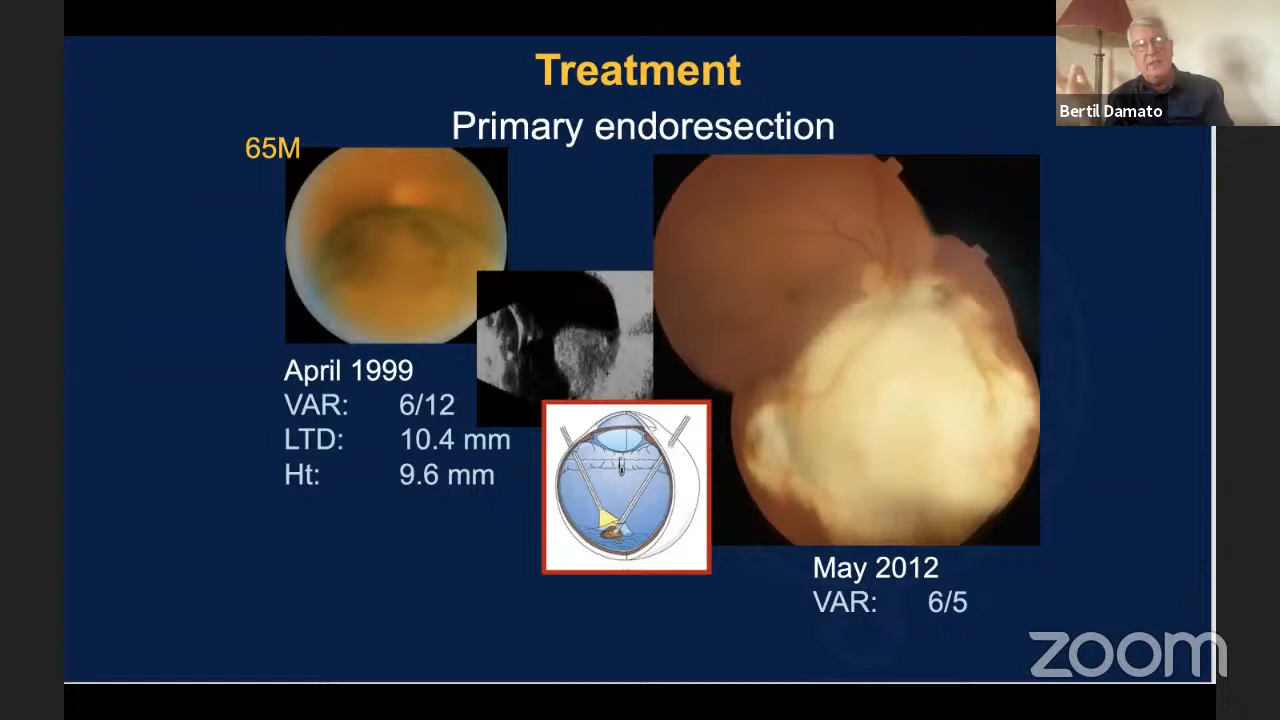 Treatment
Primary endoresection
65M
Bertil Damato
April 1999
VAR: 6/12
LTD: 10.4 mm
Ht: 9.6 mm
May 2012
VAR: 6/5
zoom